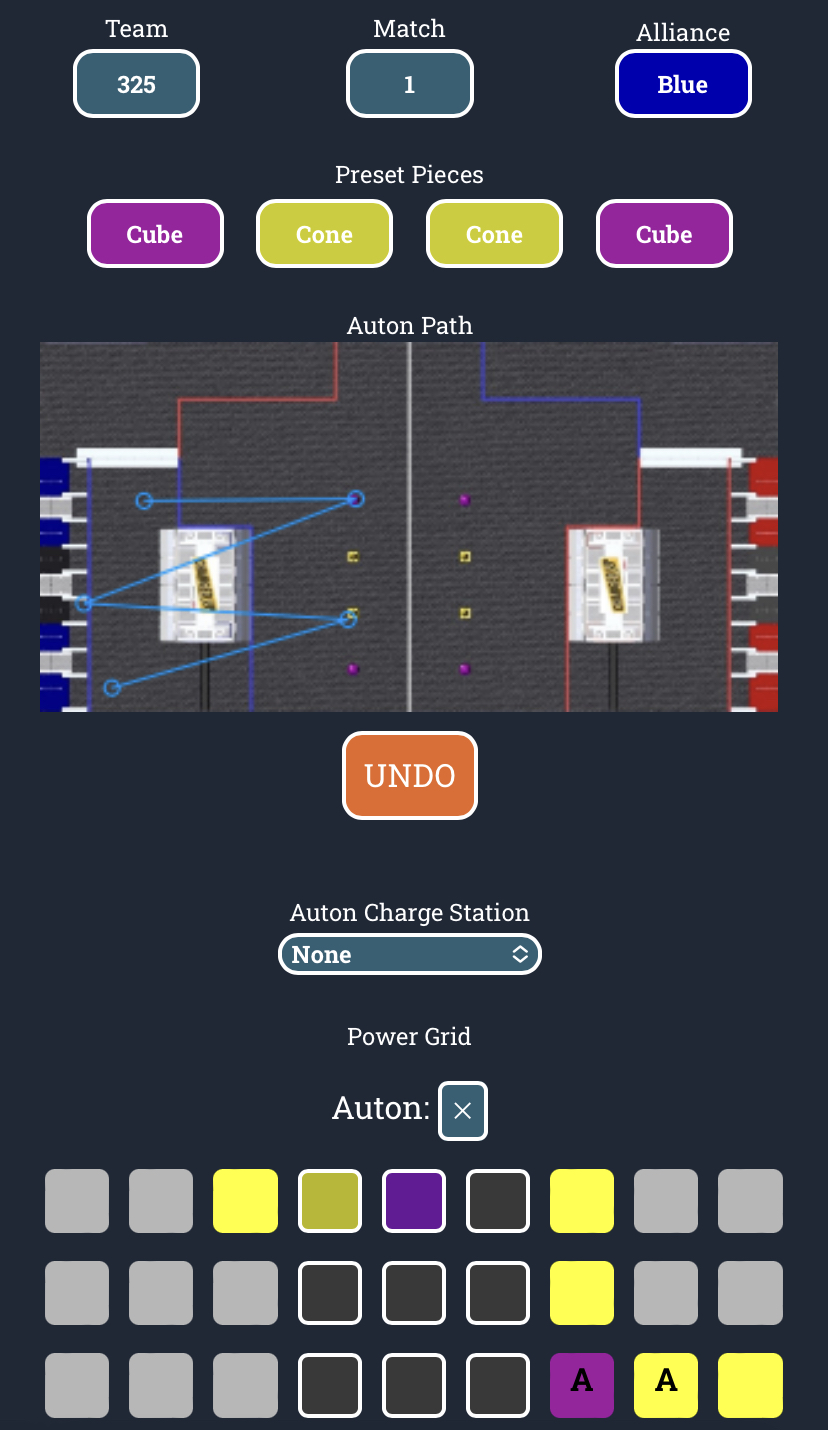 Team Match Alliance
325 1 Blue
Preset Pieces
Cube Cone Cone Cube
Auton Path
UNDO
Auton Charge Station
None
Power Grid
Auton: ×
A A